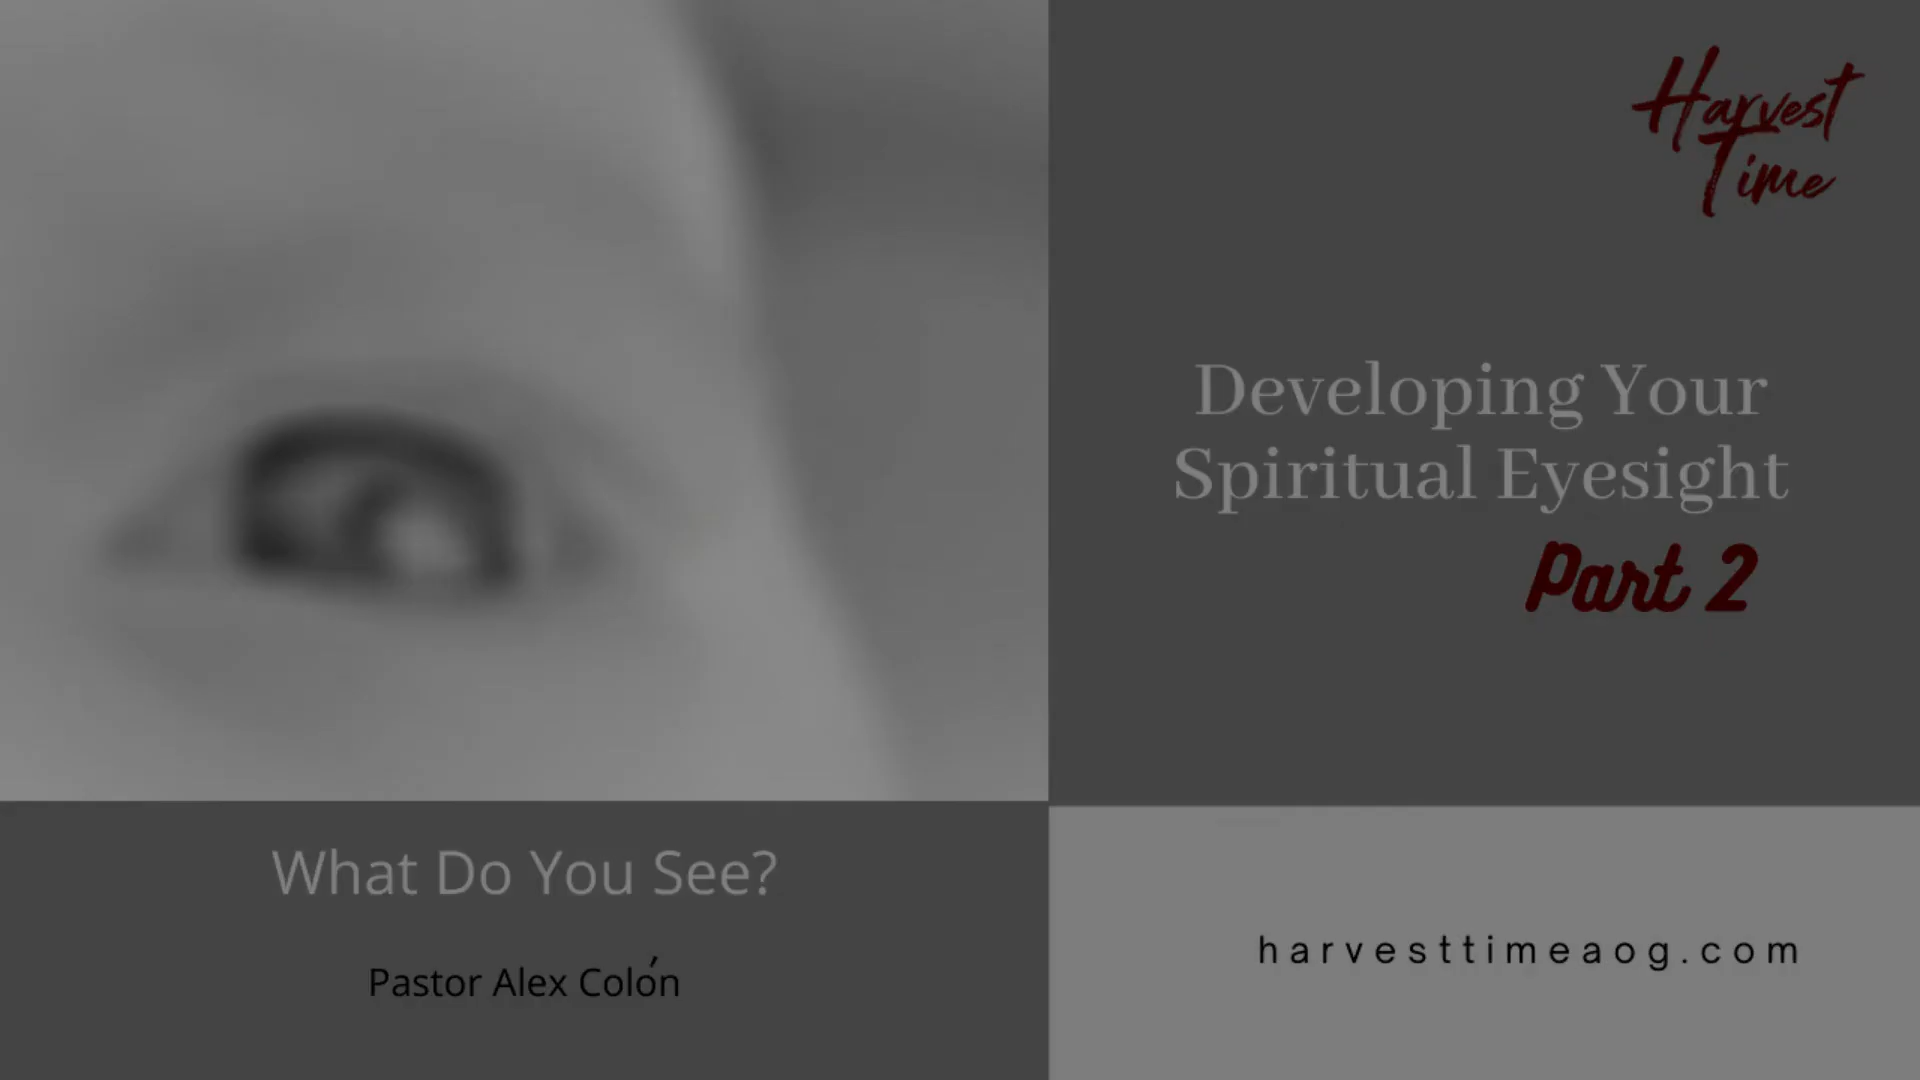 Harvest
Time
Developing Your
Spiritual Eyesight
Part 2
What Do You See?
Pastor Alex Colón
harvesttimeaog.com